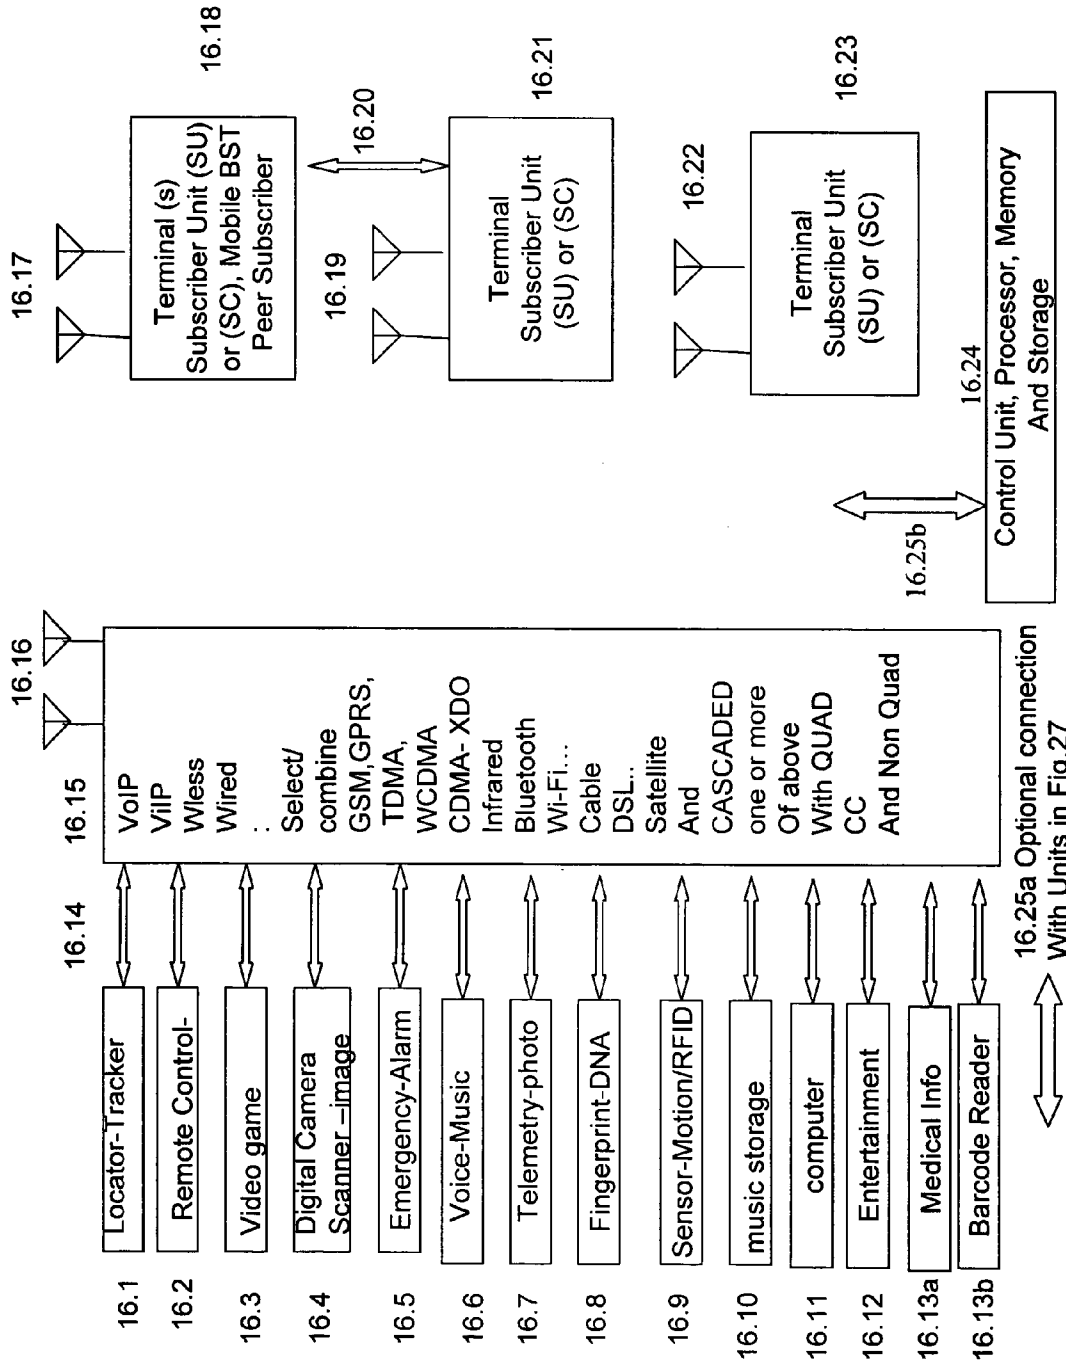 16.1
Locator-Tracker
16.2
Remote Control-
16.3
Video game
16.4
Digital Camera
Scanner –image
16.5
Emergency-Alarm
16.6
Voice-Music
16.7
Telemetry-photo
16.8
Fingerprint-DNA
16.9
Sensor-Motion/RFID
16.10
music storage
16.11
computer
16.12
Entertainment
16.13a
Medical Info
16.13b
Barcode Reader
16.14
16.15
16.16
VoIP
ViIP
Wless
Wired
..
Select/
combine
GSM,GPRS,
TDMA,
WCDMA
CDMA- XDO
Infrared
Bluetooth
Wi-Fi...
Cable
DSL..
Satellite
And
CASCADED
one or more
Of above
With QUAD
CC
And Non Quad
16.25a Optional connection
With Units in Fig.27
16.17
Terminal (s)
Subscriber Unit (SU)
or (SC), Mobile BST
Peer Subscriber
16.18
16.19
16.20
Terminal
Subscriber Unit
(SU) or (SC)
16.21
16.22
Terminal
Subscriber Unit
(SU) or (SC)
16.23
16.25b
16.24
Control Unit, Processor, Memory
And Storage